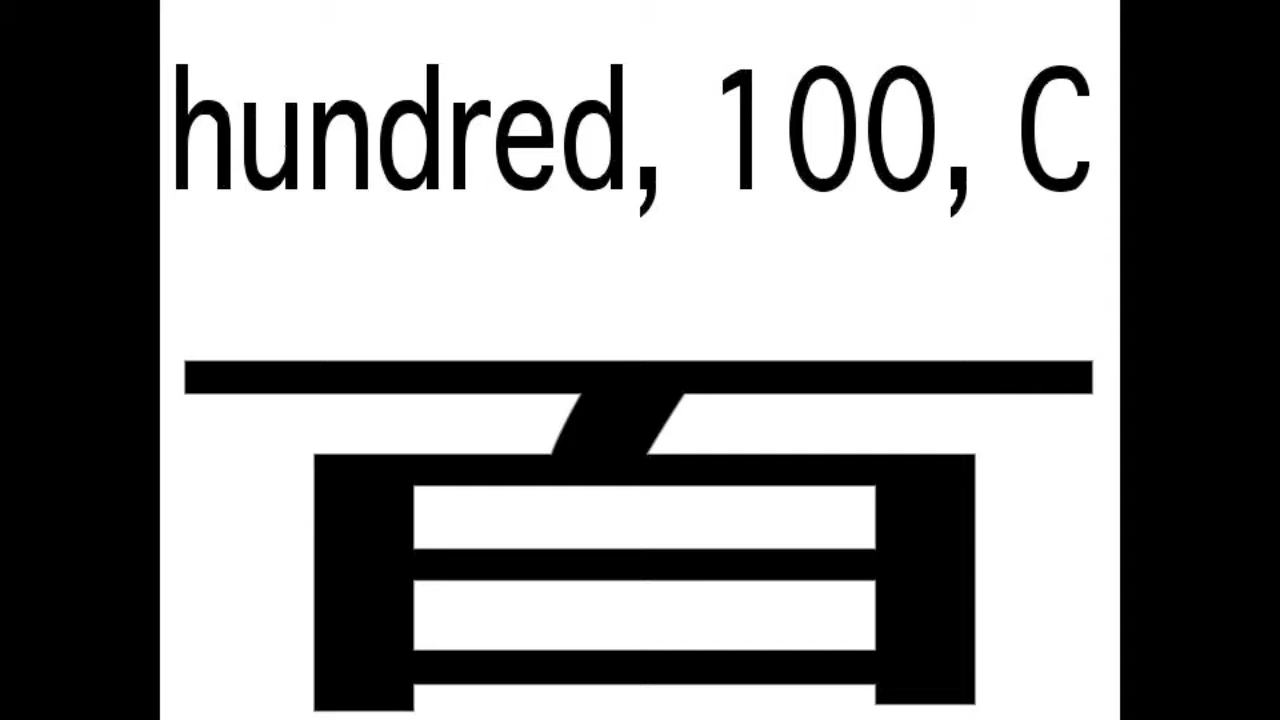 hundred, 100, C
百